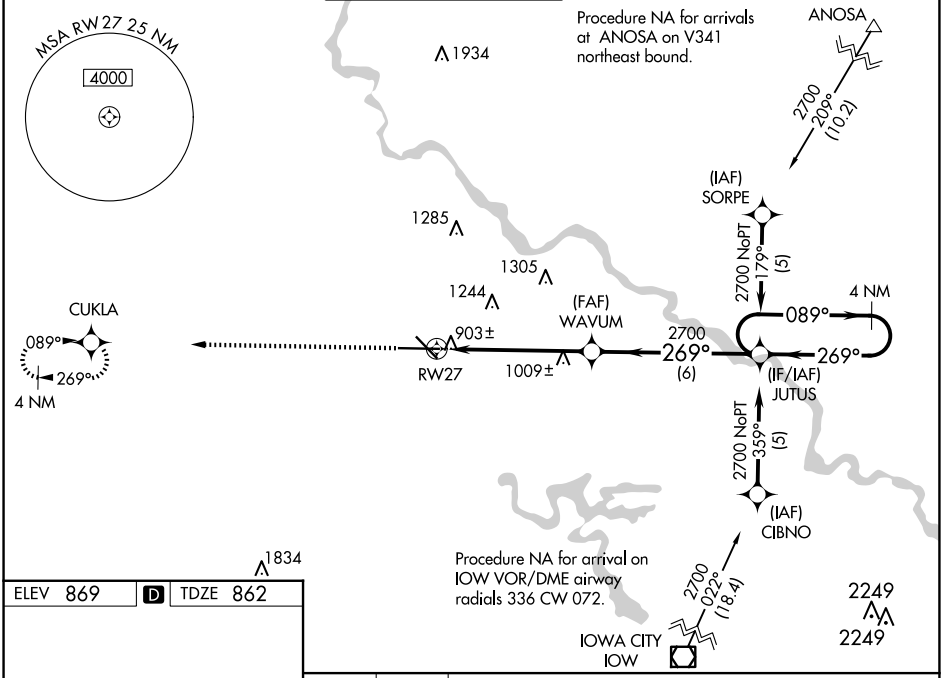 MSA RW27 25 NM
4000
1934
Procedure NA for arrivals
at ANOSA on V341
northeast bound.
ANOSA
2700
209°
(10.2)
(IAF)
SORPE
2700 NoPT
179°
(5)
1285
1305
1244
(FAF)
WAVUM
4 NM
089°
CUKLA
089°
269°
4 NM
903±
RW27
1009±
2700
269°
(6)
269°
(IF/IAF)
JUTUS
2700 NoPT
359°
(5)
(IAF)
CIBNO
1834
Procedure NA for arrival on
IOW VOR/DME airway
radials 336 CW 072.
2700
022°
(18.4)
2249
2249
IOWA CITY
IOW
ELEV 869 D TDZE 862